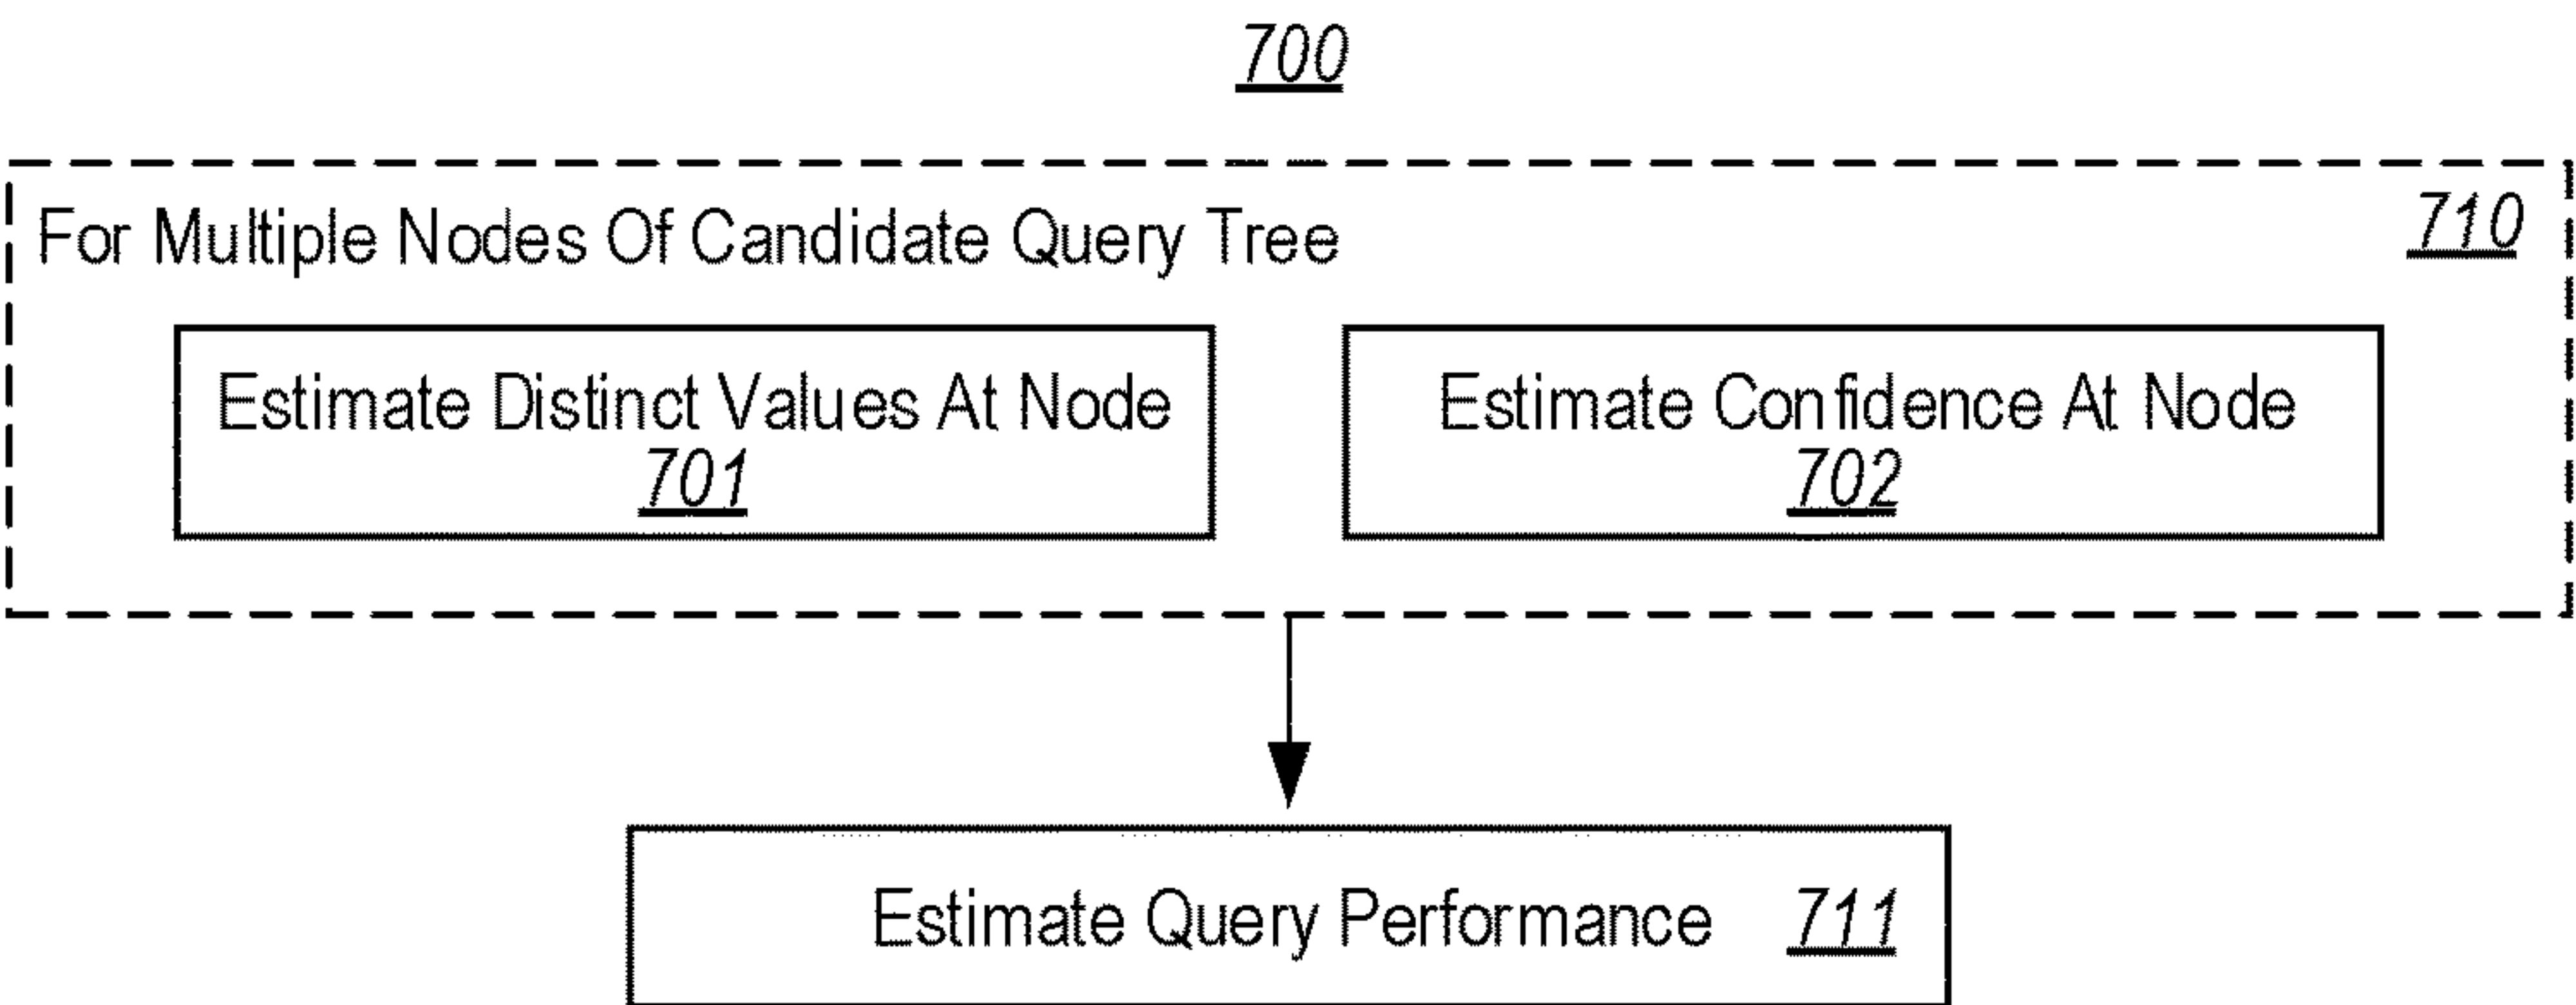 700
For Multiple Nodes Of Candidate Query Tree 710
Estimate Distinct Values At Node
701
Estimate Confidence At Node
702
Estimate Query Performance 711